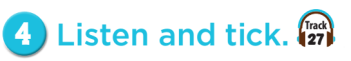 4 Listen and tick. Track 27